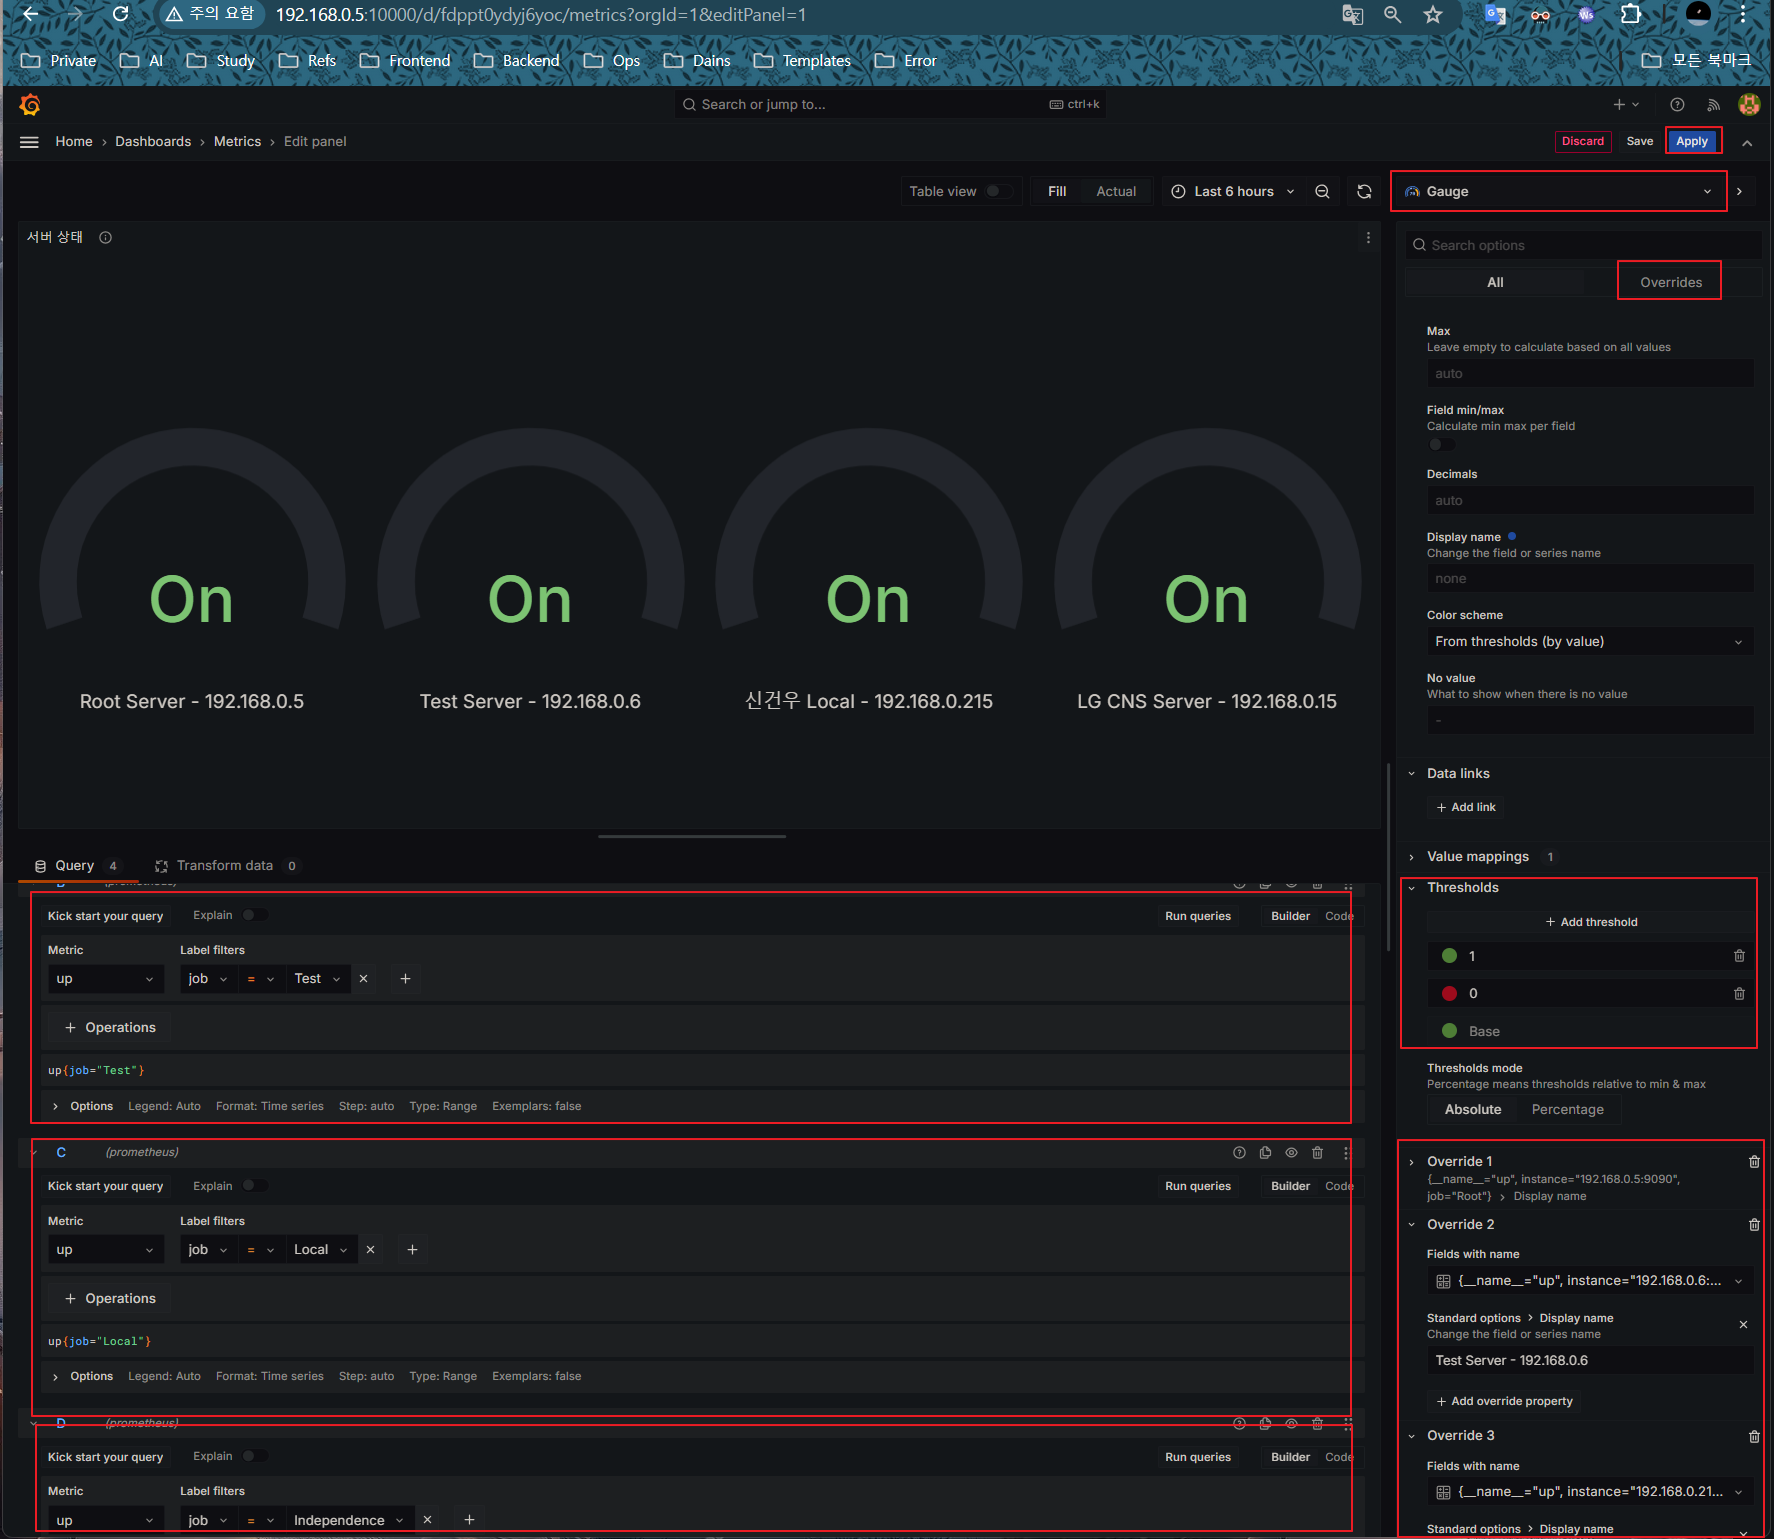 주의 요함 192.168.0.5:10000/d/fdppt0ydyj6yoc/metrics?orgId=1&editPanel=1
Private AI Study Refs Frontend Backend Ops Dains Templates Error 모든 북마크
Search or jump to... ctrl+k
Home › Dashboards › Metrics › Edit panel Discard Save Apply
Table view Fill Actual Last 6 hours Gauge
서버 상태
On
Root Server - 192.168.0.5
On
Test Server - 192.168.0.6
On
신건우 Local - 192.168.0.215
On
LG CNS Server - 192.168.0.15
Query 4 Transform data 0
B (prometheus)
Kick start your query Explain Run queries Builder Code
Metric Label filters
up job = Test
+ Operations
up{job="Test"}
Options Legend: Auto Format: Time series Step: auto Type: Range Exemplars: false
C (prometheus)
Kick start your query Explain Run queries Builder Code
Metric Label filters
up job = Local
+ Operations
up{job="Local"}
Options Legend: Auto Format: Time series Step: auto Type: Range Exemplars: false
D (prometheus)
Kick start your query Explain Run queries Builder Code
Metric Label filters
up job = Independence
Search options
All Overrides
Max
Leave empty to calculate based on all values
auto
Field min/max
Calculate min max per field
Decimals
auto
Display name
Change the field or series name
none
Color scheme
From thresholds (by value)
No value
What to show when there is no value
-
Data links
+ Add link
Value mappings 1
Thresholds
+ Add threshold
1
0
Base
Thresholds mode
Percentage means thresholds relative to min & max
Absolute Percentage
Override 1
{__name__="up", instance="192.168.0.5:9090",
job="Root"} › Display name
Override 2
Fields with name
{__name__="up", instance="192.168.0.6:...
Standard options > Display name
Change the field or series name
Test Server - 192.168.0.6
+ Add override property
Override 3
Fields with name
{__name__="up", instance="192.168.0.21...
Standard options > Display name